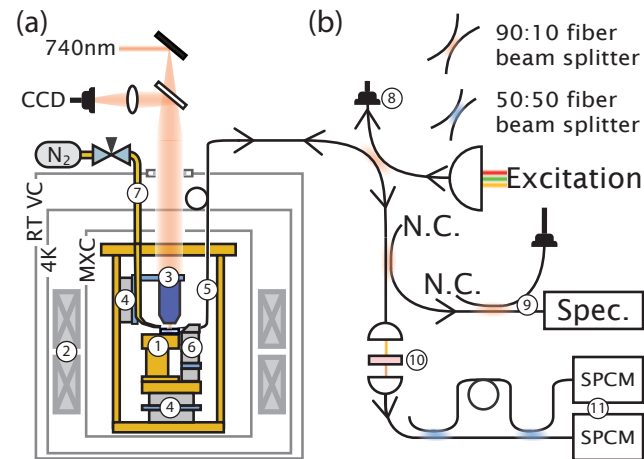 (a)
740nm
CCD
N2
7
RT VC
4K
MXC
3
4
5
2
1
6
4
(b)
90:10 fiber
beam splitter
50:50 fiber
beam splitter
8
Excitation
N.C.
N.C.
9
Spec.
10
SPCM
11
SPCM